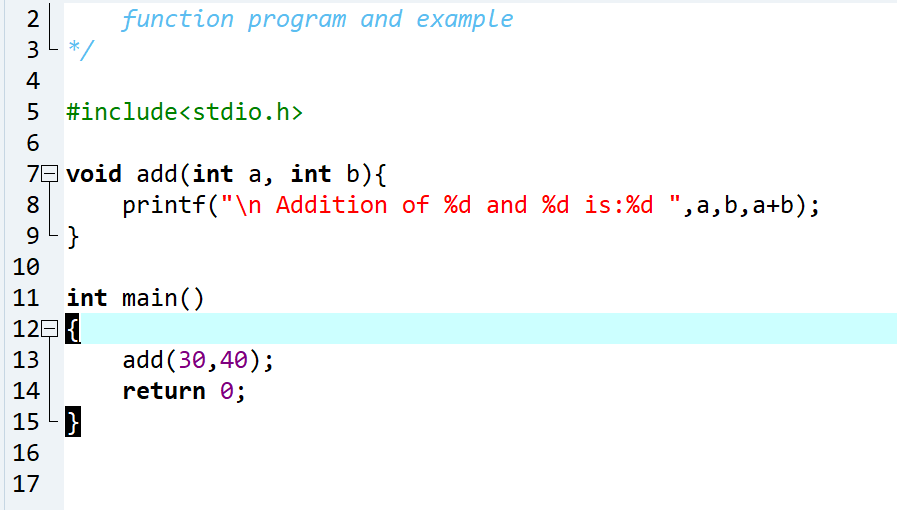 2 function program and example
3 */
4
5 #include<stdio.h>
6
7 void add(int a, int b){
8 printf("\n Addition of %d and %d is:%d ",a,b,a+b);
9 }
10
11 int main()
12 {
13 add(30,40);
14 return 0;
15 }
16
17